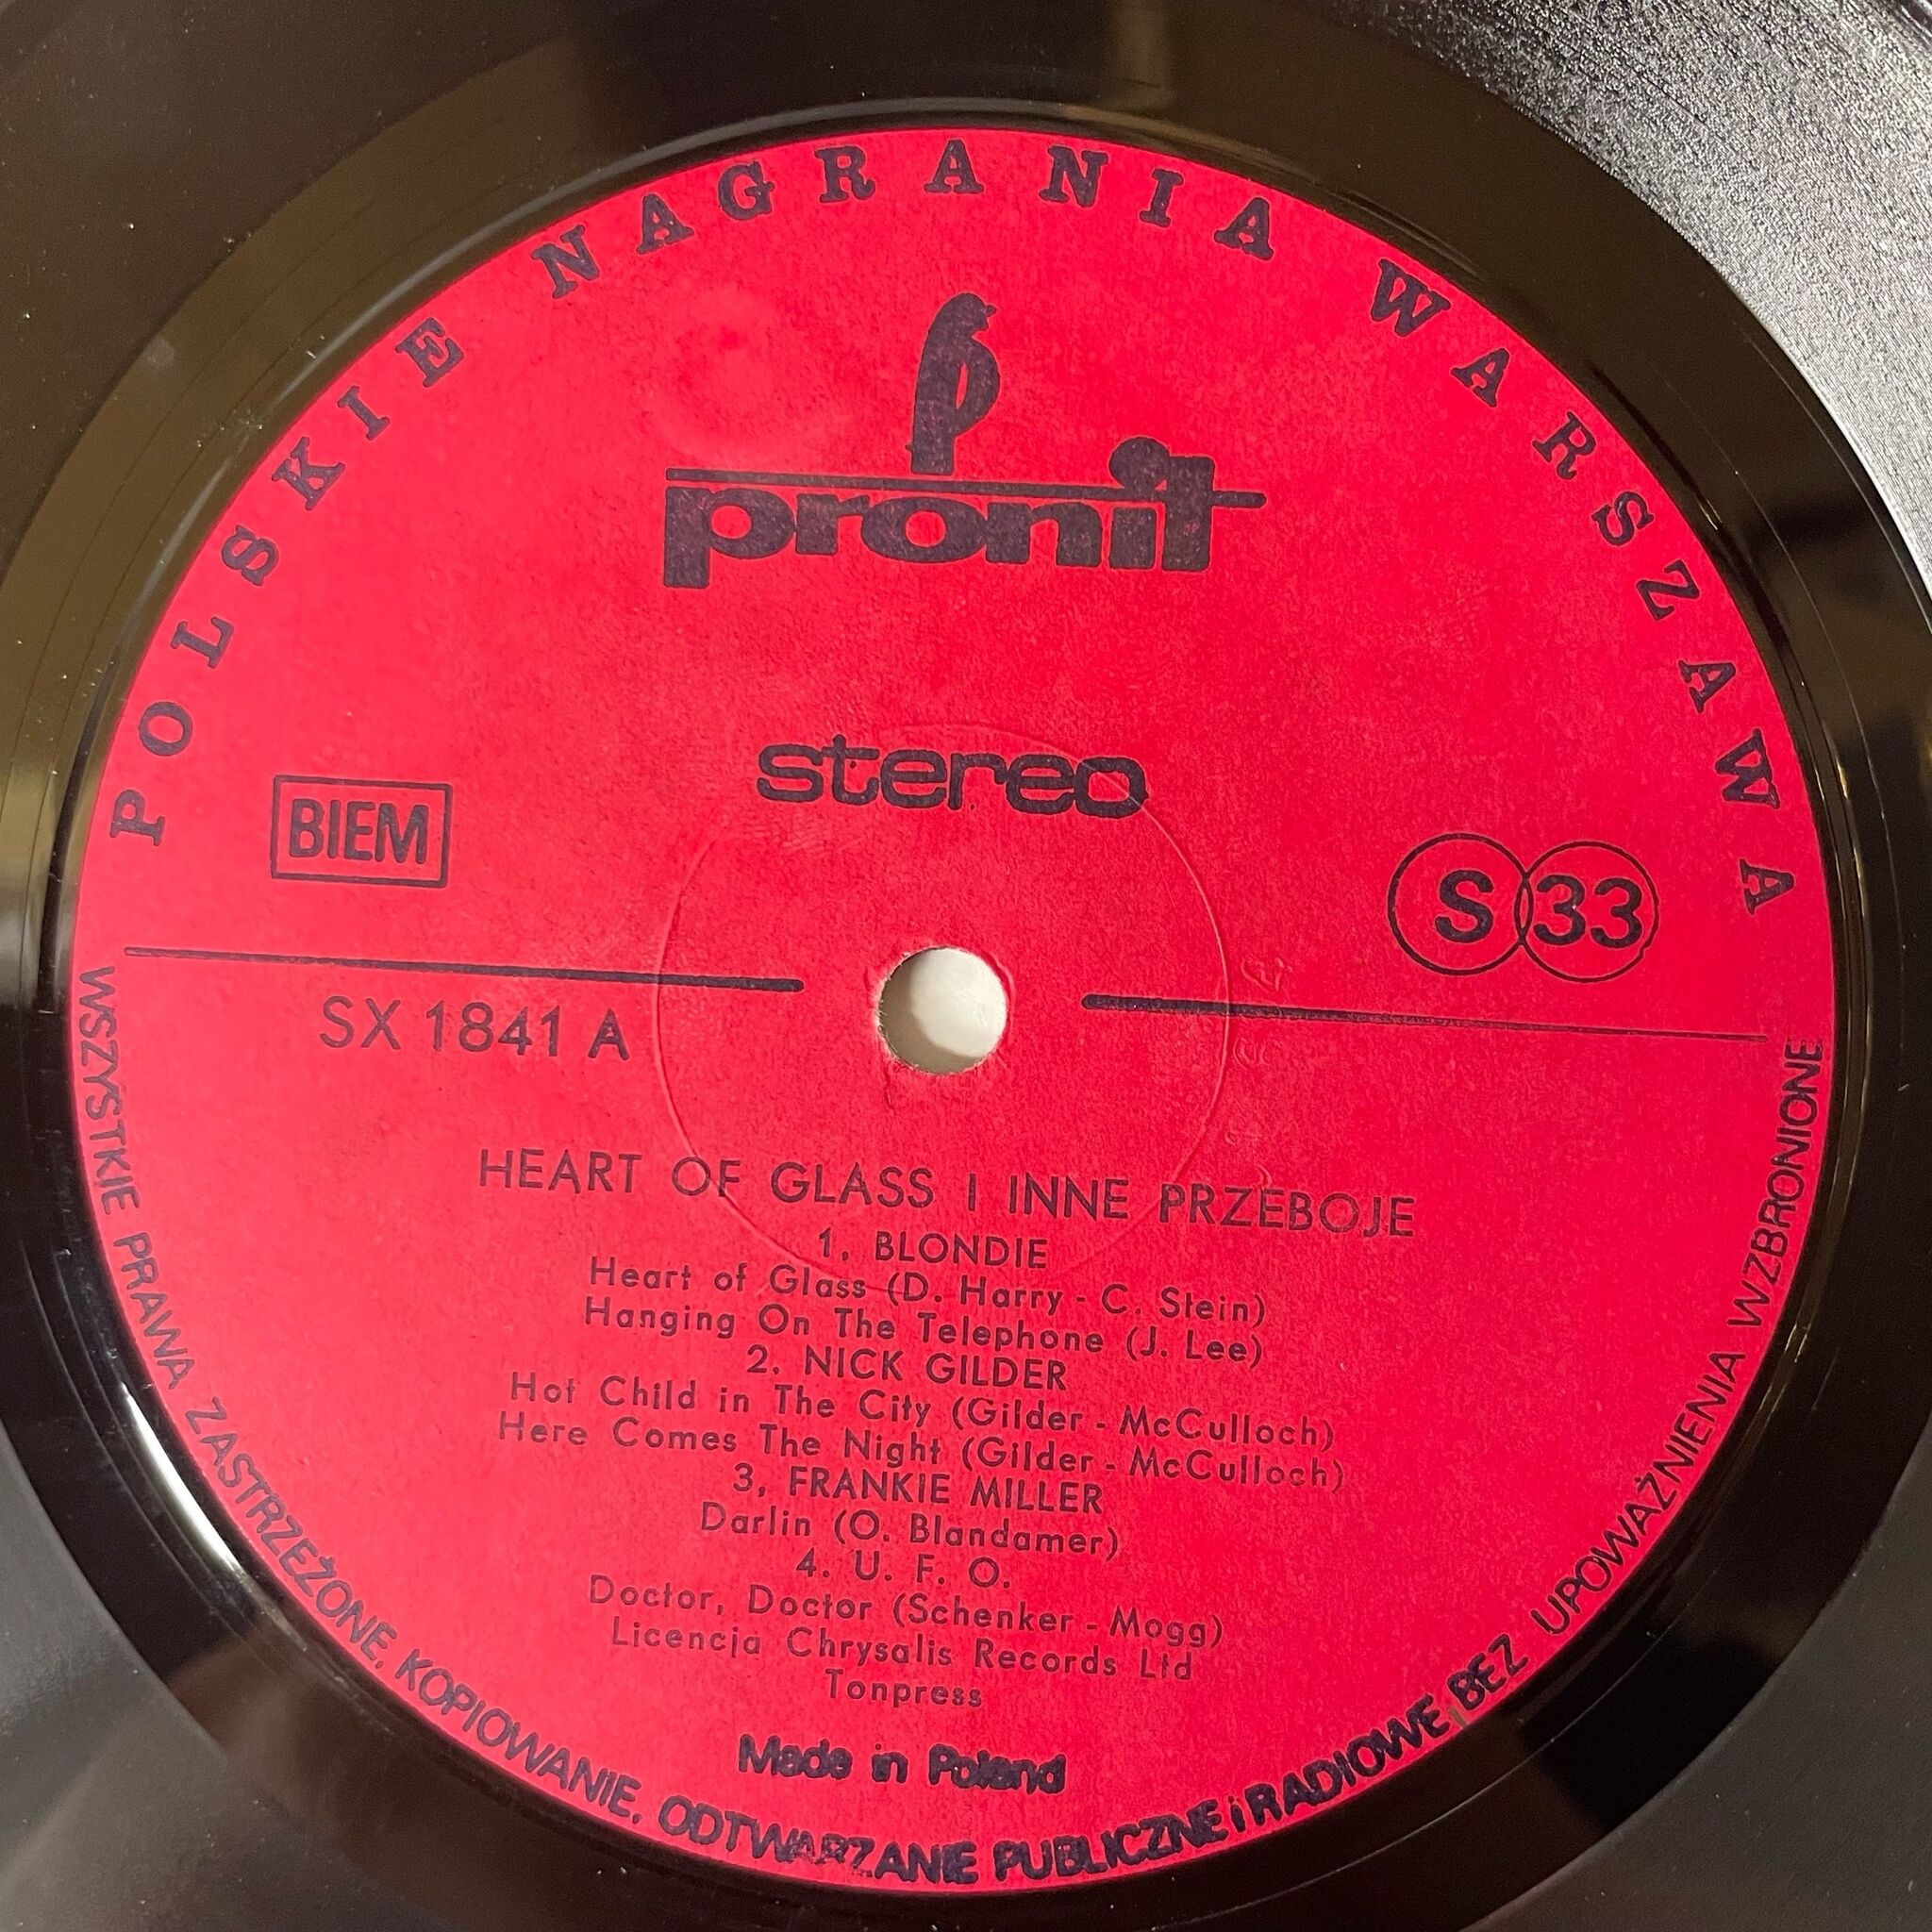 POLSKIE NAGRANIA WARSZAWA
pronit
stereo
BIEM
S 33
SX 1841 A
HEART OF GLASS I INNE PRZEBOJE
1. BLONDIE
Heart of Glass (D. Harry - C. Stein)
Hanging On The Telephone (J. Lee)
2. NICK GILDER
Hot Child in The City (Gilder - McCulloch)
Here Comes The Night (Gilder - McCulloch)
3, FRANKIE MILLER
Darlin (O. Blandamer)
4. U. F. O.
Doctor, Doctor (Schenker - Mogg)
Licencja Chrysalis Records Ltd
Tonpress
Made in Poland
WSZYSTKIE PRAWA ZASTRZEŻONE, KOPIOWANIE, ODTWARZANIE PUBLICZNE i RADIOWE BEZ UPOWAŻNIENIA WZBRONIONE